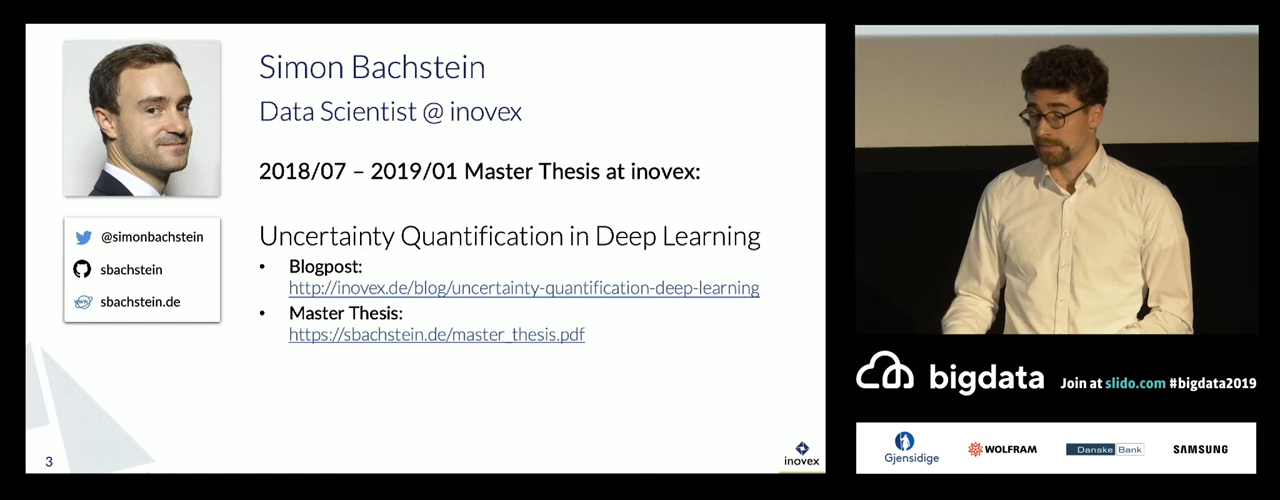 Simon Bachstein
Data Scientist @ inovex
2018/07 – 2019/01 Master Thesis at inovex:
@simonbachstein
sbachstein
www
sbachstein.de
Uncertainty Quantification in Deep Learning
• Blogpost:
http://inovex.de/blog/uncertainty-quantification-deep-learning
• Master Thesis:
https://sbachstein.de/master_thesis.pdf
3
inovex
bigdata
Join at slido.com #bigdata2019
Gjensidige
WOLFRAM
Danske Bank
SAMSUNG